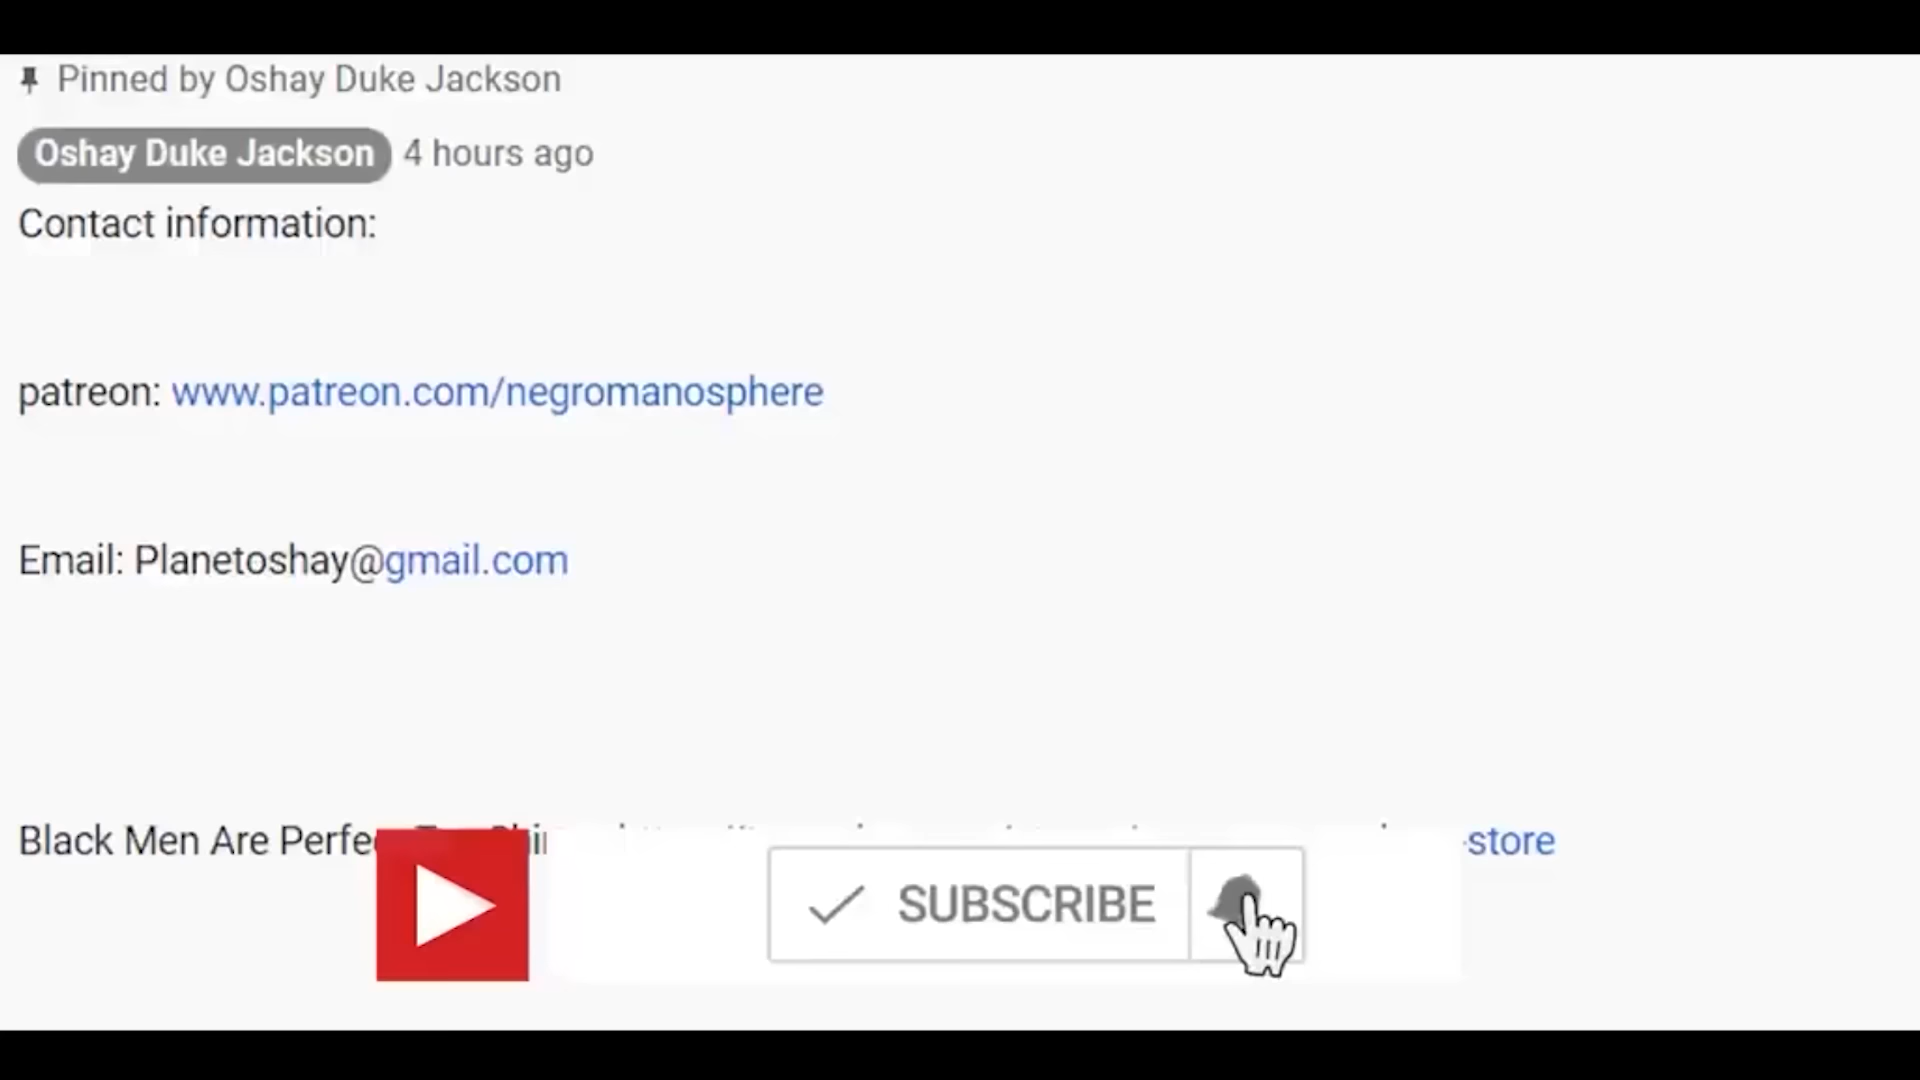 Pinned by Oshay Duke Jackson
Oshay Duke Jackson 4 hours ago
Contact information:
patreon: www.patreon.com/negromanosphere
Email: Planetoshay@gmail.com
Black Men Are -store
SUBSCRIBE